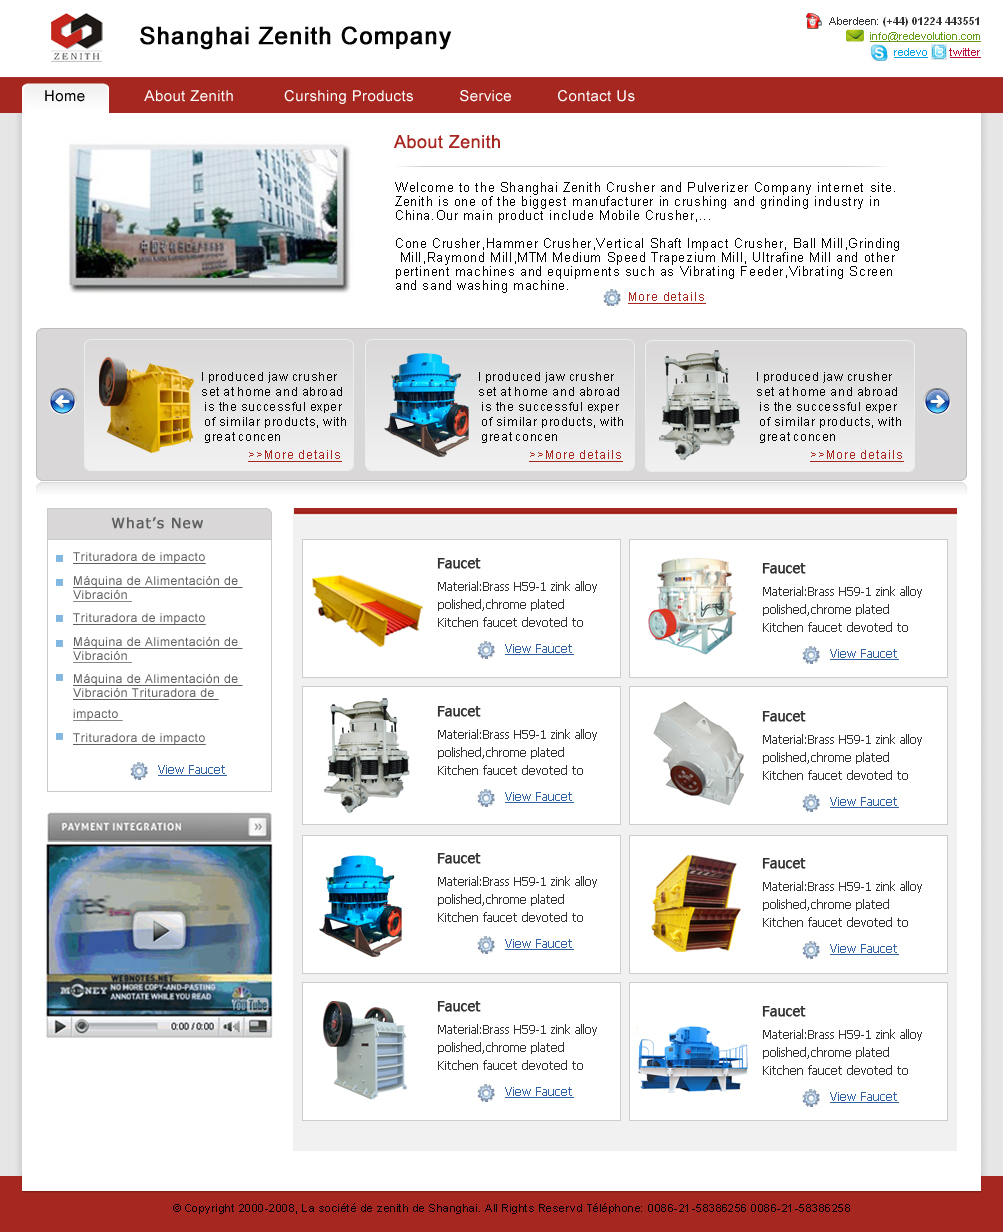 ZENITH
Shanghai Zenith Company
Aberdeen: (+44) 01224 443551
info@redevolution.com
redevo twitter
Home About Zenith Curshing Products Service Contact Us
About Zenith
Welcome to the Shanghai Zenith Crusher and Pulverizer Company internet site.
Zenith is one of the biggest manufacturer in crushing and grinding industry in
China.Our main product include Mobile Crusher,...
Cone Crusher,Hammer Crusher,Vertical Shaft Impact Crusher, Ball Mill,Grinding
Mill,Raymond Mill,MTM Medium Speed Trapezium Mill, Ultrafine Mill and other
pertinent machines and equipments such as Vibrating Feeder,Vibrating Screen
and sand washing machine.
More details
I produced jaw crusher
set at home and abroad
is the successful exper
of similar products, with
great concen
>>More details
I produced jaw crusher
set at home and abroad
is the successful exper
of similar products, with
great concen
>>More details
I produced jaw crusher
set at home and abroad
is the successful exper
of similar products, with
great concen
>>More details
What's New
Trituradora de impacto
Máquina de Alimentación de
Vibración
Trituradora de impacto
Máquina de Alimentación de
Vibración
Máquina de Alimentación de
Vibración Trituradora de
impacto
Trituradora de impacto
View Faucet
PAYMENT INTEGRATION »
tes
WEBNOTES.NET
MONEY NO MORE COPY-AND-PASTING
ANNOTATE WHILE YOU READ
YouTube
0:00 / 0:00
Faucet
Material:Brass H59-1 zink alloy
polished,chrome plated
Kitchen faucet devoted to
View Faucet
Faucet
Material:Brass H59-1 zink alloy
polished,chrome plated
Kitchen faucet devoted to
View Faucet
Faucet
Material:Brass H59-1 zink alloy
polished,chrome plated
Kitchen faucet devoted to
View Faucet
Faucet
Material:Brass H59-1 zink alloy
polished,chrome plated
Kitchen faucet devoted to
View Faucet
Faucet
Material:Brass H59-1 zink alloy
polished,chrome plated
Kitchen faucet devoted to
View Faucet
Faucet
Material:Brass H59-1 zink alloy
polished,chrome plated
Kitchen faucet devoted to
View Faucet
Faucet
Material:Brass H59-1 zink alloy
polished,chrome plated
Kitchen faucet devoted to
View Faucet
Faucet
Material:Brass H59-1 zink alloy
polished,chrome plated
Kitchen faucet devoted to
View Faucet
© Copyright 2000-2008, La société de zenith de Shanghai. All Rights Reservd Téléphone: 0086-21-58386256 0086-21-58386258